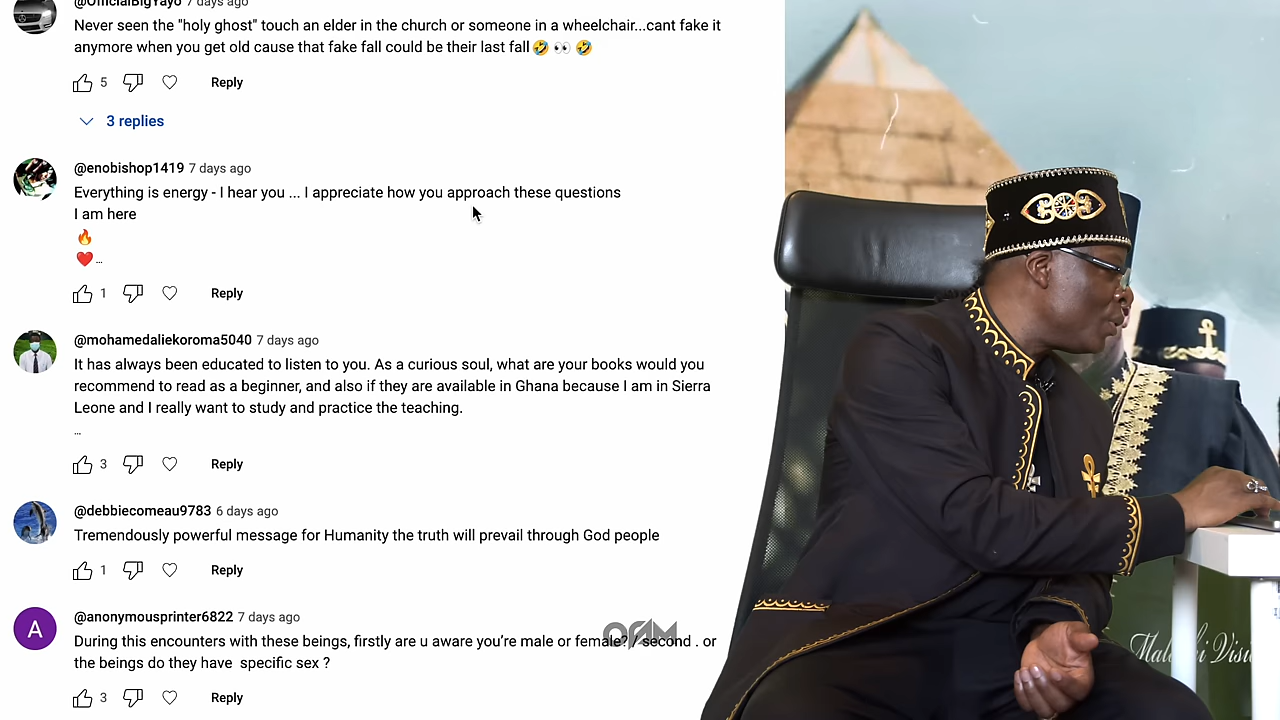 @OfficialBigYayo 7 days ago
Never seen the "holy ghost" touch an elder in the church or someone in a wheelchair...cant fake it
anymore when you get old cause that fake fall could be their last fall🤣 👀 🤣
5 Reply
3 replies
@enobishop1419 7 days ago
Everything is energy - I hear you ... I appreciate how you approach these questions
I am here
🔥
❤️ ...
1 Reply
@mohamedaliekoroma5040 7 days ago
It has always been educated to listen to you. As a curious soul, what are your books would you
recommend to read as a beginner, and also if they are available in Ghana because I am in Sierra
Leone and I really want to study and practice the teaching.
...
3 Reply
@debbiecomeau9783 6 days ago
Tremendously powerful message for Humanity the truth will prevail through God people
1 Reply
A
@anonymousprinter6822 7 days ago
During this encounters with these beings, firstly are u aware you're male or female? / second . or
the beings do they have  specific sex ?
3 Reply